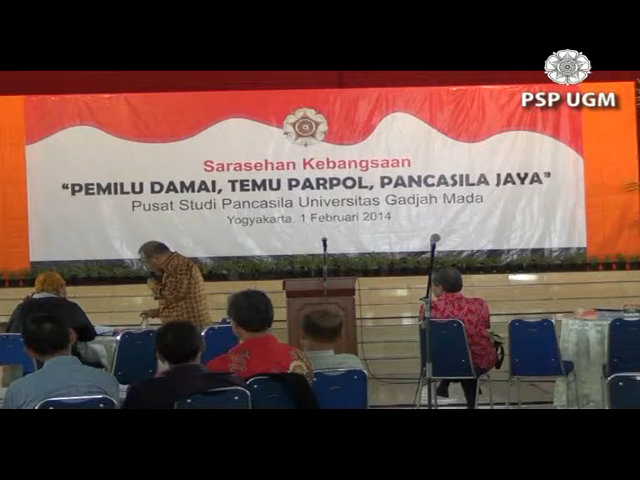 PSP UGM
Sarasehan Kebangsaan
“PEMILU DAMAI, TEMU PARPOL, PANCASILA JAYA”
Pusat Studi Pancasila Universitas Gadjah Mada
Yogyakarta, 1 Februari 2014